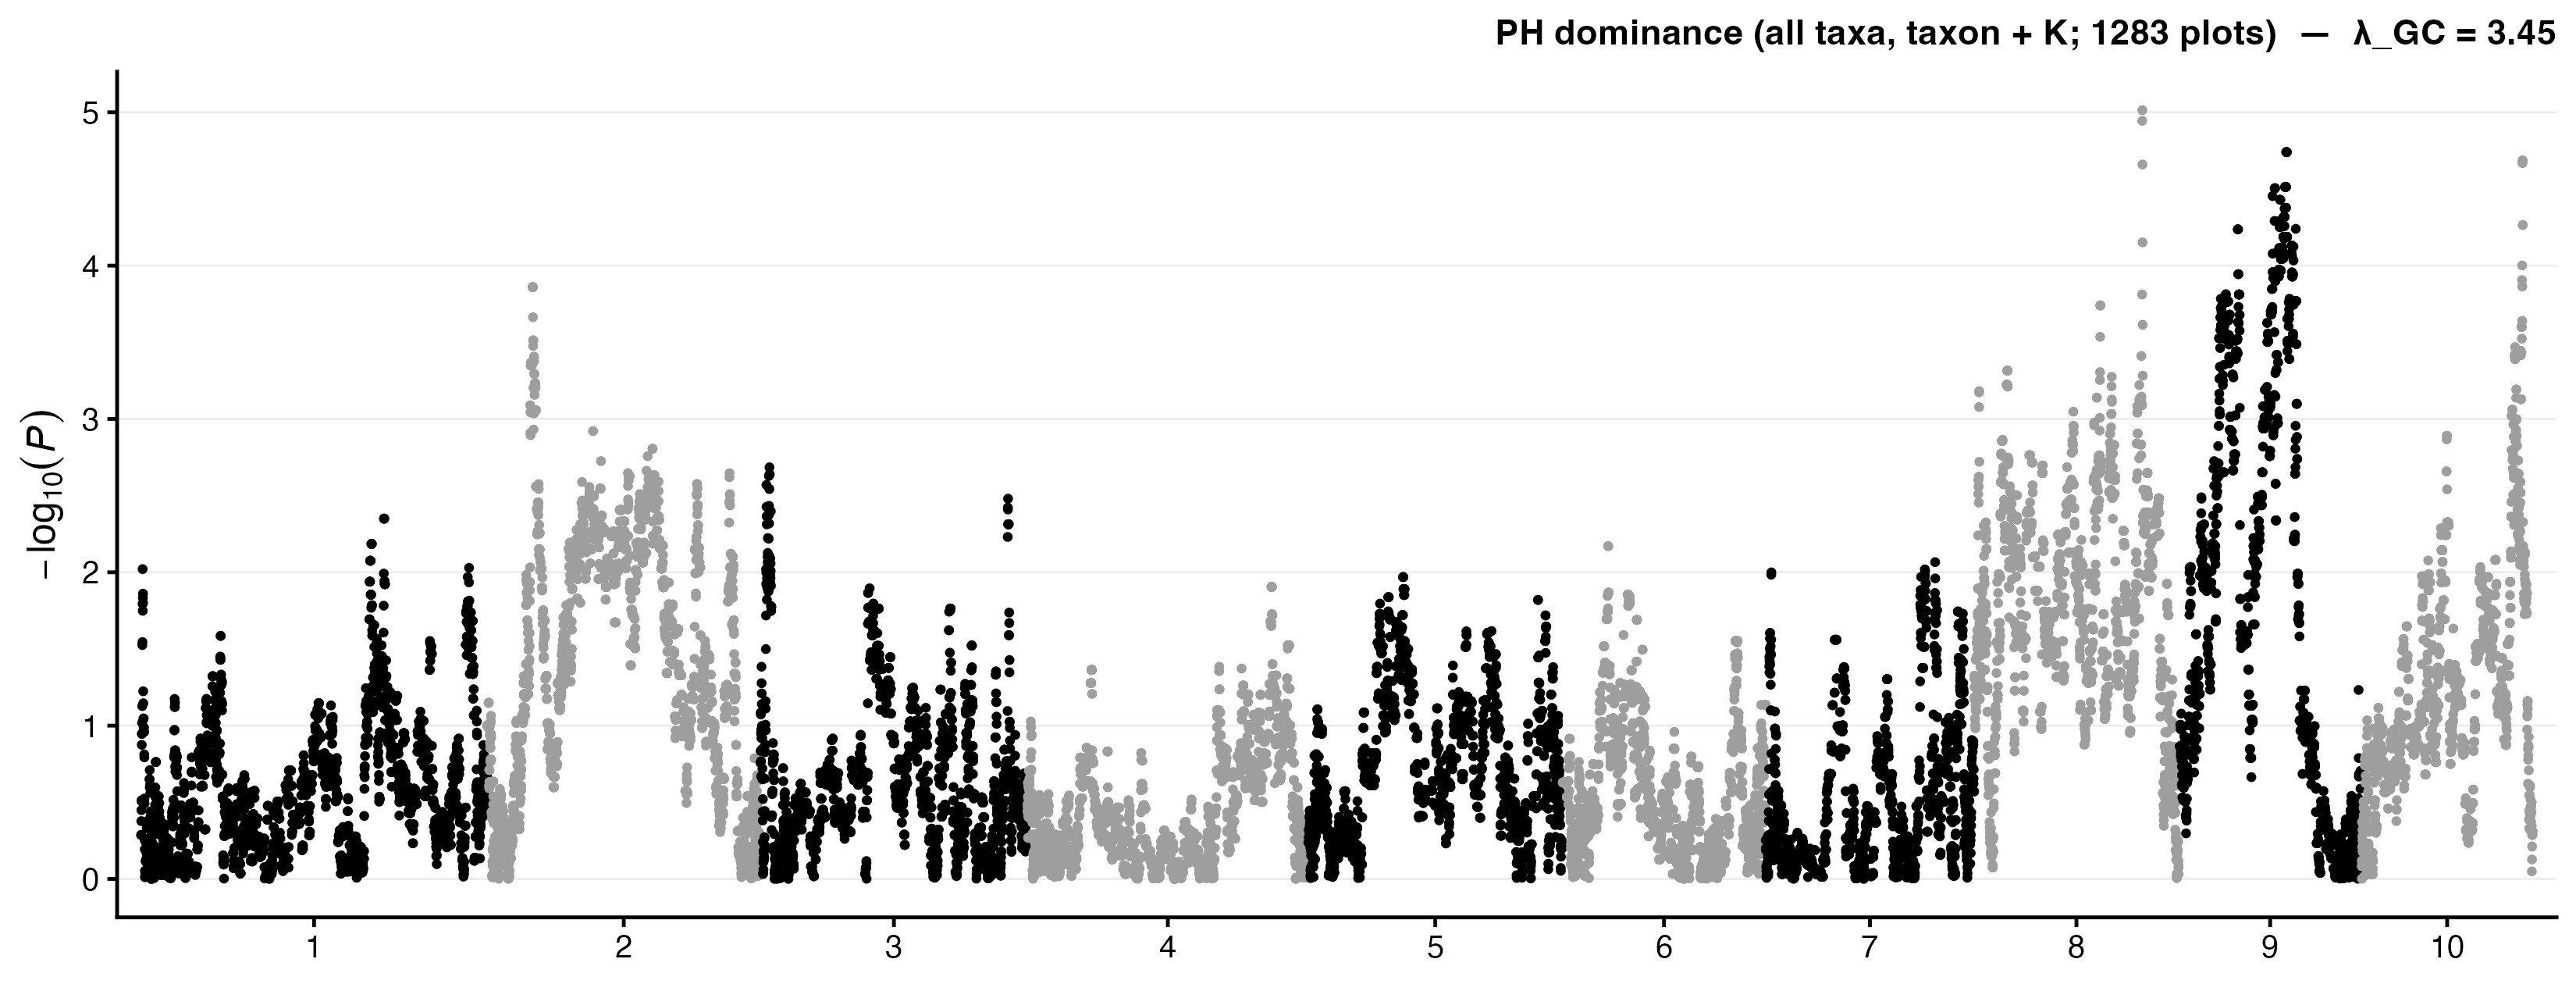 PH dominance (all taxa, taxon + K; 1283 plots) — λ_GC = 3.45
−log10(P)
5
4
3
2
1
0
1 2 3 4 5 6 7 8 9 10